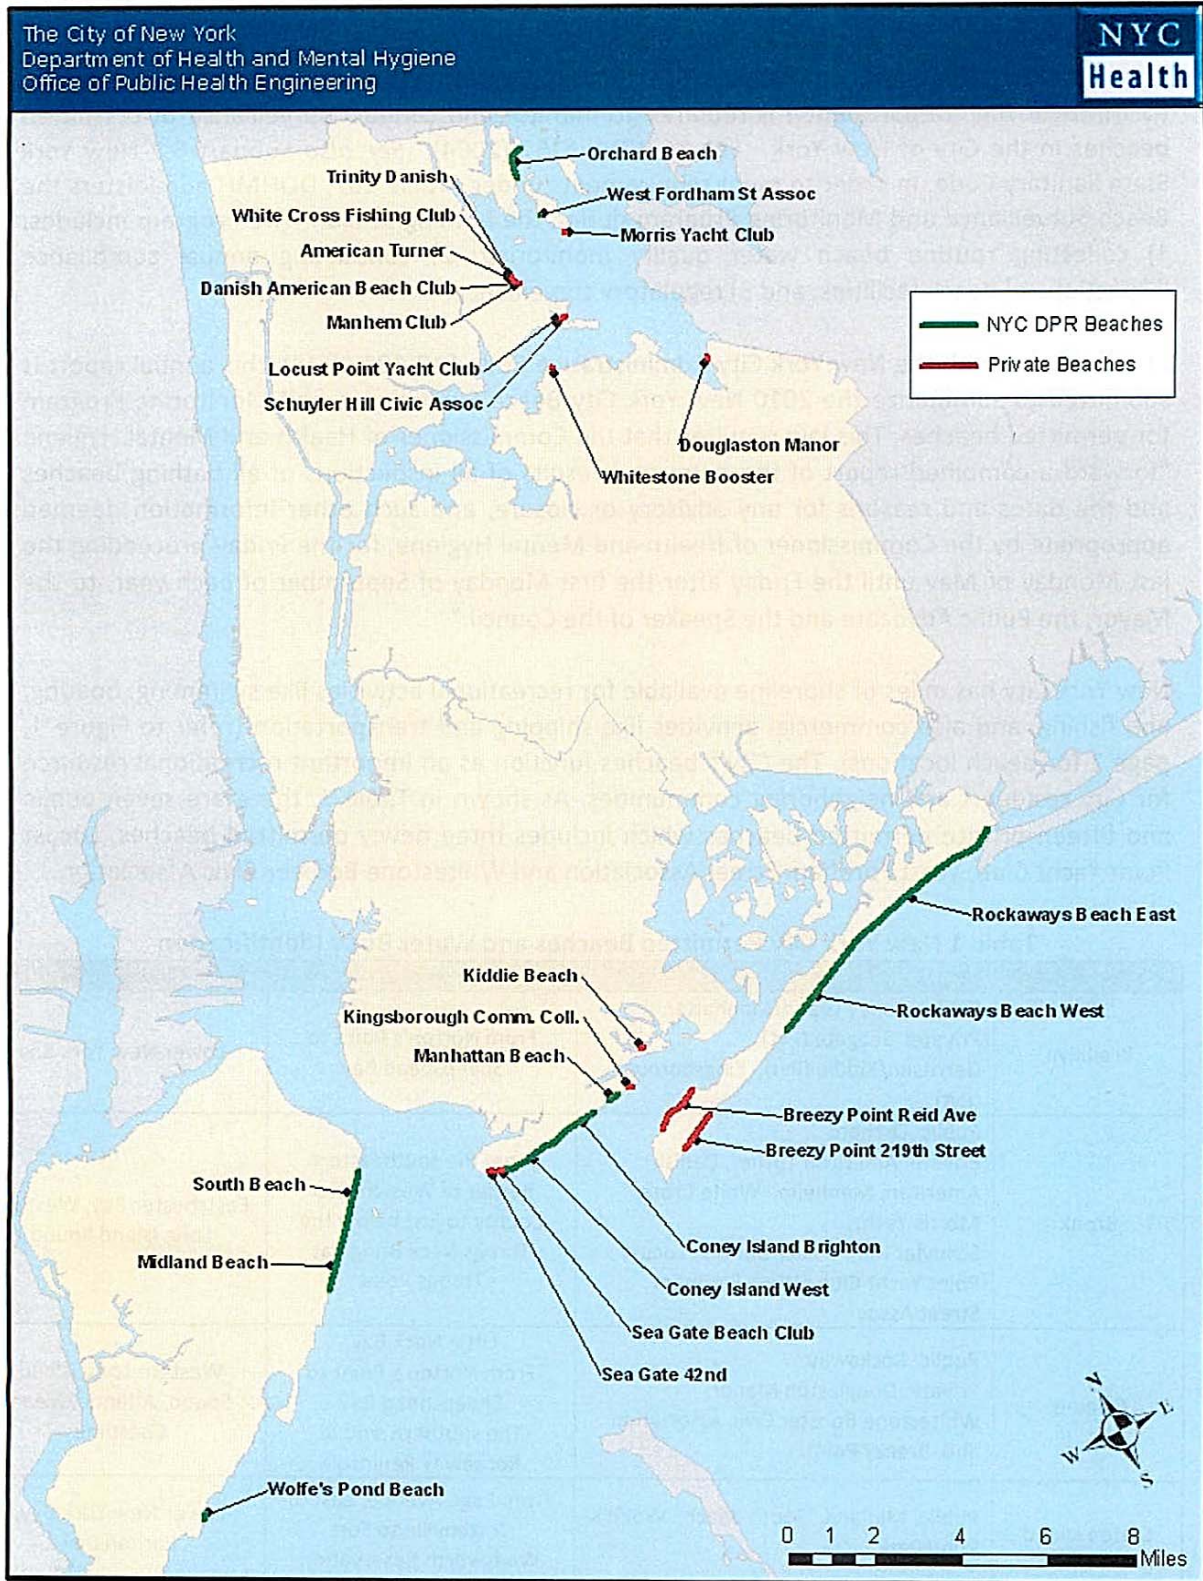 The City of New York
Department of Health and Mental Hygiene
Office of Public Health Engineering
NYC
Health
Orchard Beach
Trinity Danish
West Fordham St Assoc
White Cross Fishing Club
Morris Yacht Club
American Turner
Danish American Beach Club
Manhem Club
NYC DPR Beaches
Private Beaches
Locust Point Yacht Club
Schuyler Hill Civic Assoc
Douglaston Manor
Whitestone Booster
Rockaways Beach East
Kiddie Beach
Rockaways Beach West
Kingsborough Comm. Coll.
Manhattan Beach
Breezy Point Reid Ave
Breezy Point 219th Street
South Beach
Coney Island Brighton
Midland Beach
Coney Island West
Sea Gate Beach Club
Sea Gate 42nd
Wolfe's Pond Beach
E
W
S
0 1 2 4 6 8
Miles